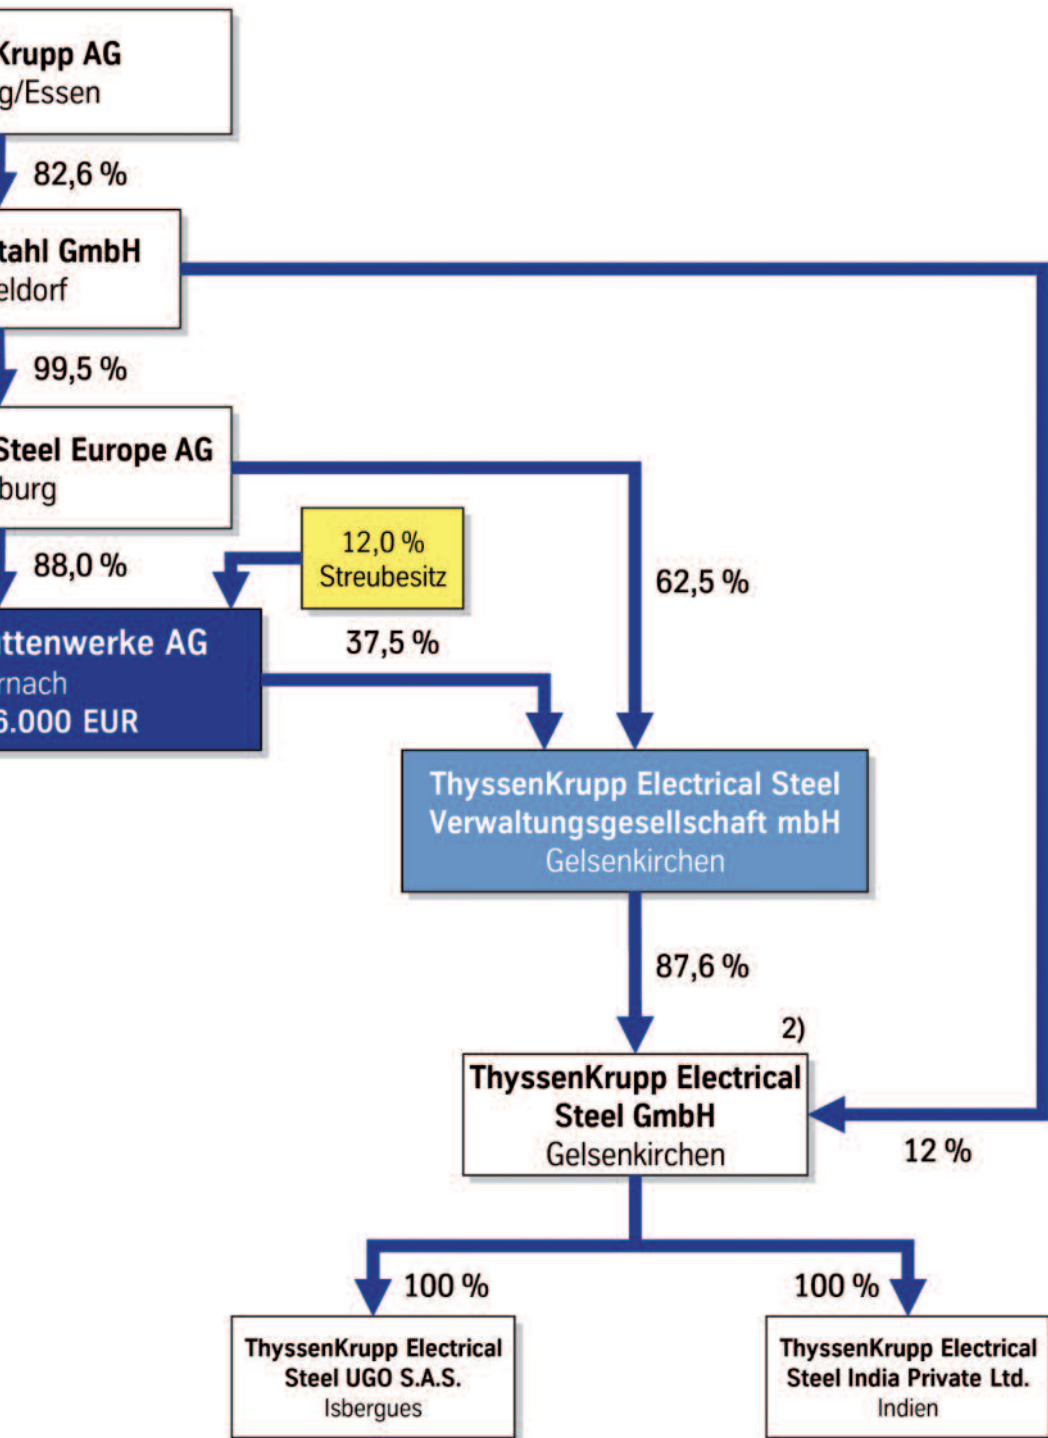 Krupp AG
g/Essen
82,6 %
tahl GmbH
eldorf
99,5 %
Steel Europe AG
burg
88,0 %
12,0 %
Streubesitz
62,5 %
37,5 %
ttenwerke AG
rnach
6.000 EUR
ThyssenKrupp Electrical Steel
Verwaltungsgesellschaft mbH
Gelsenkirchen
87,6 %
2)
ThyssenKrupp Electrical
Steel GmbH
Gelsenkirchen
12 %
100 %
100 %
ThyssenKrupp Electrical
Steel UGO S.A.S.
Isbergues
ThyssenKrupp Electrical
Steel India Private Ltd.
Indien